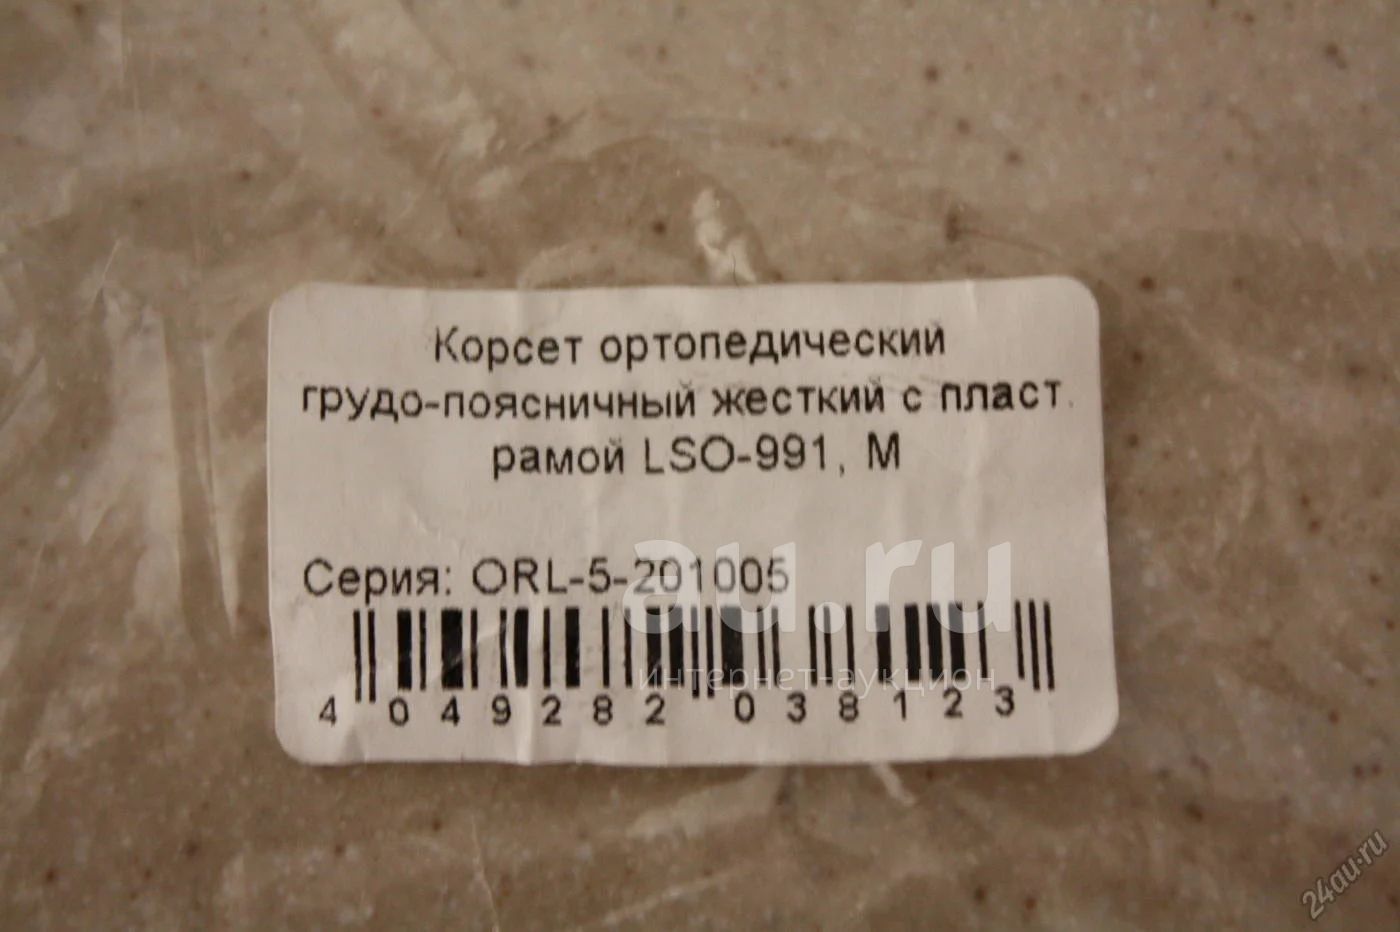 Корсет ортопедический
грудо-поясничный жесткий с пласт.
рамой LSO-991, M
Серия: ORL-5-201005
au.ru
интернет-аукцион
4 049282 038123
24au.ru